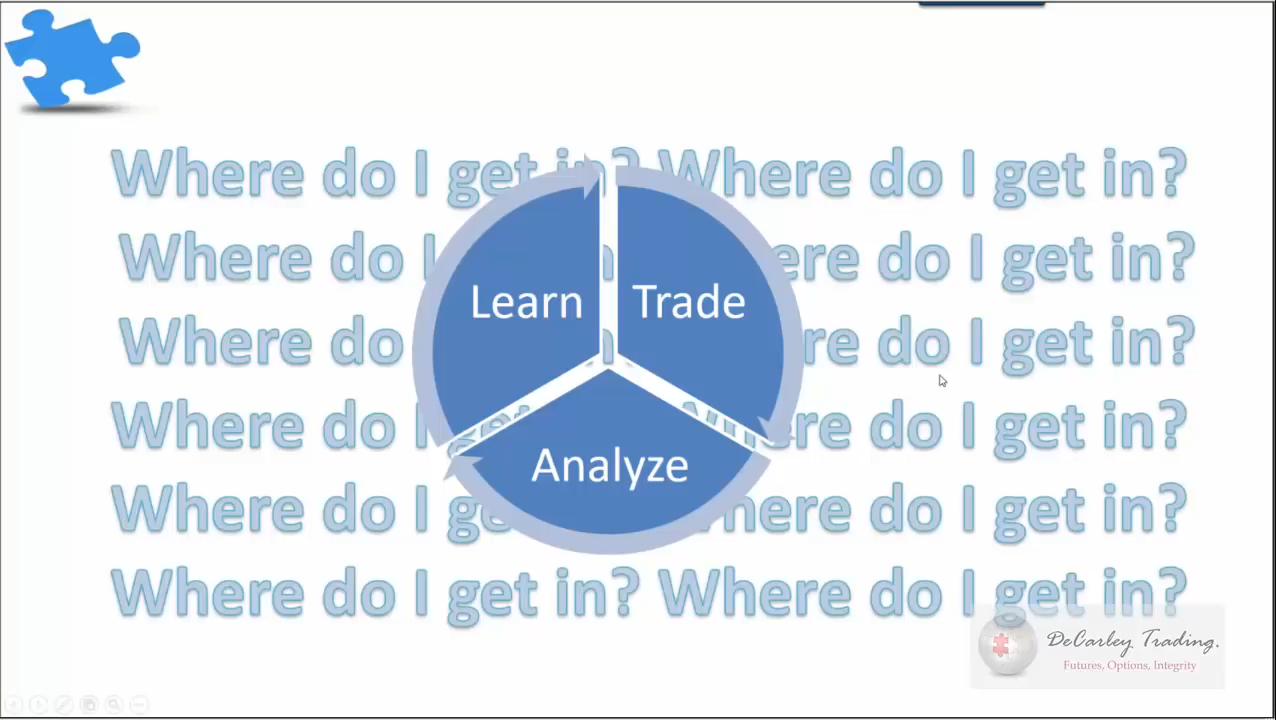 Where do I get in? Where do I get in?
Where do I ere do I get in?
Learn Trade
Where do re do I get in?
Where do I ere do I get in?
Analyze
Where do I ge here do I get in?
Where do I get in? Where do I get in?
DeCarley Trading.
Futures, Options, Integrity